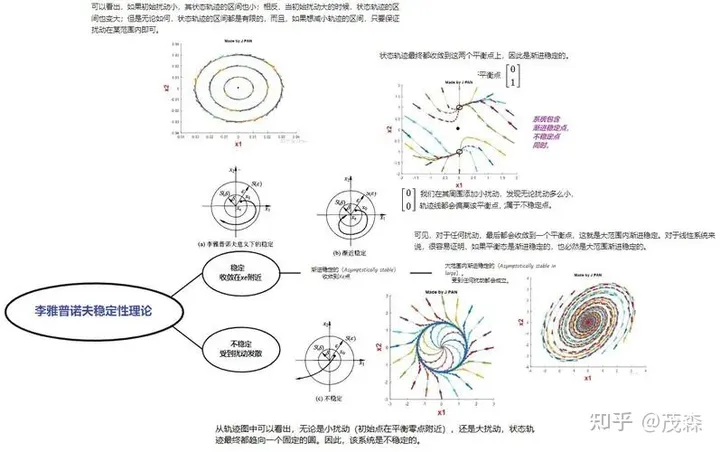 可以看出，如果初始扰动小，其状态轨迹的区间也小；相反，当初始扰动大的时候，状态轨迹的区
间也变大；但是无论如何，状态轨迹的区间都是有限的，而且，如果想减小轨迹的区间，只要保证
扰动在某范围内即可。
Made by J PAN
x2
x1
状态轨迹最终都收敛到这两个平衡点上，因此是渐进稳定的。
平衡点 [0 1]
Made by J PAN
x2
x1
系统包含
渐进稳定点，
不稳定点
同时，
[0 0] 我们在其周围添加小扰动，发现无论扰动多么小，
轨迹线都会偏离该平衡点，属于不稳定点。
(a) 李雅普诺夫意义下的稳定
(b) 渐近稳定
可见，对于任何扰动，最后都会收敛到一个平衡点，这就是大范围内渐进稳定。对于线性系统来
说，很容易证明，如果平衡态是渐进稳定的，也必然是大范围渐进稳定的。
稳定
收敛在xe附近
渐进稳定的（Asymptotically stable）
收敛到Xe点
大范围内渐进稳定的（Asymptotically stable in
large）。
受到任何扰动都会成立。
李雅普诺夫稳定性理论
不稳定
受到扰动发散
(c) 不稳定
Made by J PAN
x2
x1
Made by J PAN
x2
x1
从轨迹图中可以看出，无论是小扰动（初始点在平衡零点附近），还是大扰动，状态轨
迹最终都趋向一个固定的圆。因此，该系统是不稳定的。
知乎 @茂森